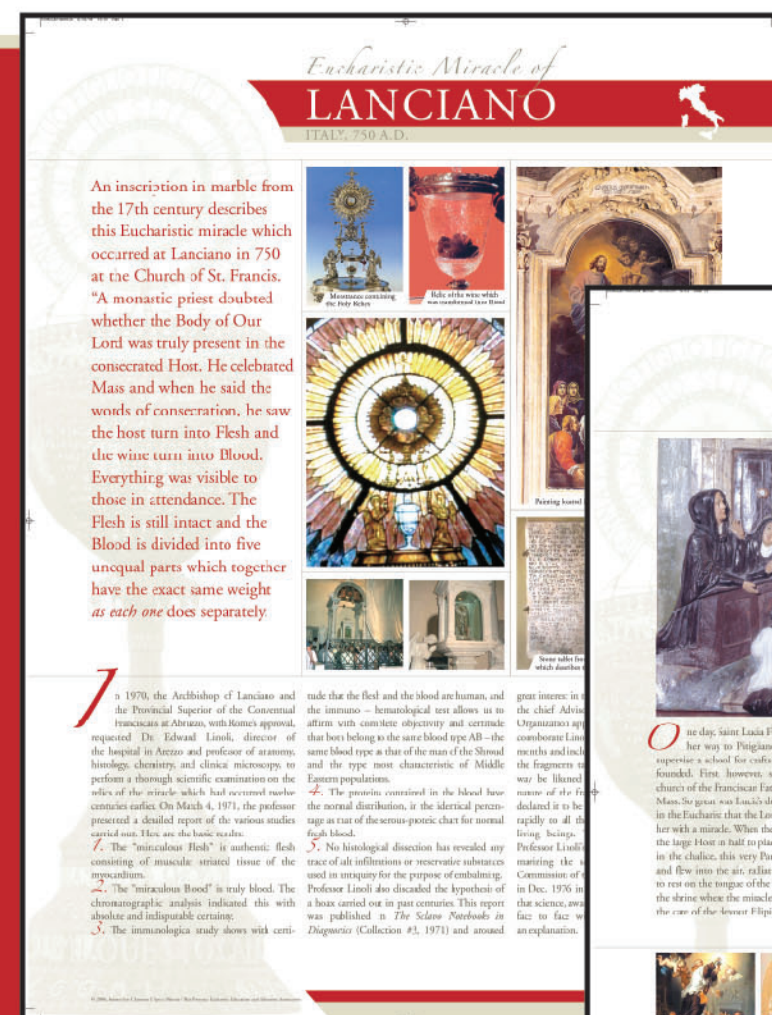 Eucharistic Miracle of
LANCIANO
ITALY, 750 A.D.
An inscription in marble from
the 17th century describes
this Eucharistic miracle which
occurred at Lanciano in 750
at the Church of St. Francis.
“A monastic priest doubted
whether the Body of Our
Lord was truly present in the
consecrated Host. He celebrated
Mass and when he said the
words of consecration, he saw
the host turn into Flesh and
the wine turn into Blood.
Everything was visible to
those in attendance. The
Flesh is still intact and the
Blood is divided into five
unequal parts which together
have the exact same weight
as each one does separately.
Monstrance containing
the Holy Relics
Relic of the wine which
was transformed into Blood
Painting located
Stone tablet from
which describes
In 1970, the Archbishop of Lanciano and
the Provincial Superior of the Conventual
Franciscans at Abruzzo, with Rome's approval,
requested Dr. Edward Linoli, director of
the hospital in Arezzo and professor of anatomy,
histology, chemistry, and clinical microscopy, to
perform a thorough scientific examination on the
relics of the miracle which had occurred twelve
centuries earlier. On March 4, 1971, the professor
presented a detailed report of the various studies
carried out. Here are the basic results:
1. The "miraculous Flesh" is authentic flesh
consisting of muscular striated tissue of the
myocardium.
2. The "miraculous Blood" is truly blood. The
chromatographic analysis indicated this with
absolute and indisputable certainty.
3. The immunological study shows with certi-
tude that the flesh and the blood are human, and
the immuno – hematological test allows us to
affirm with complete objectivity and certitude
that both belong to the same blood type AB – the
same blood type as that of the man of the Shroud
and the type most characteristic of Middle
Eastern populations.
4. The proteins contained in the blood have
the normal distribution, in the identical percen-
tage as that of the serous-proteic chart for normal
fresh blood.
5. No histological dissection has revealed any
trace of salt infiltrations or preservative substances
used in antiquity for the purpose of embalming.
Professor Linoli also discarded the hypothesis of
a hoax carried out in past centuries. This report
was published in The Sclavo Notebooks in
Diagnostics (Collection #3, 1971) and aroused
great interest in
the chief Advis
Organization app
corroborate Lino
months and incl
the fragments ta
way be likened
nature of the fr
declared it to be
rapidly to all th
living beings.
Professor Linoli's
marizing the s
Commission of
in Dec. 1976 in
that science, awa
face to face w
an explanation.
One day, Saint Lucia F
her way to Pitigiano
supervise a school for crafts
founded. First however, s
church of the Franciscan Fat
Mass. So great was Lucia's d
in the Eucharist that the Lo
her with a miracle. When the
the large Host in half to plac
in the chalice, this very Par
and flew into the air, radiat
to rest on the tongue of the
the shrine where the miracle
the care of the devout Filipi